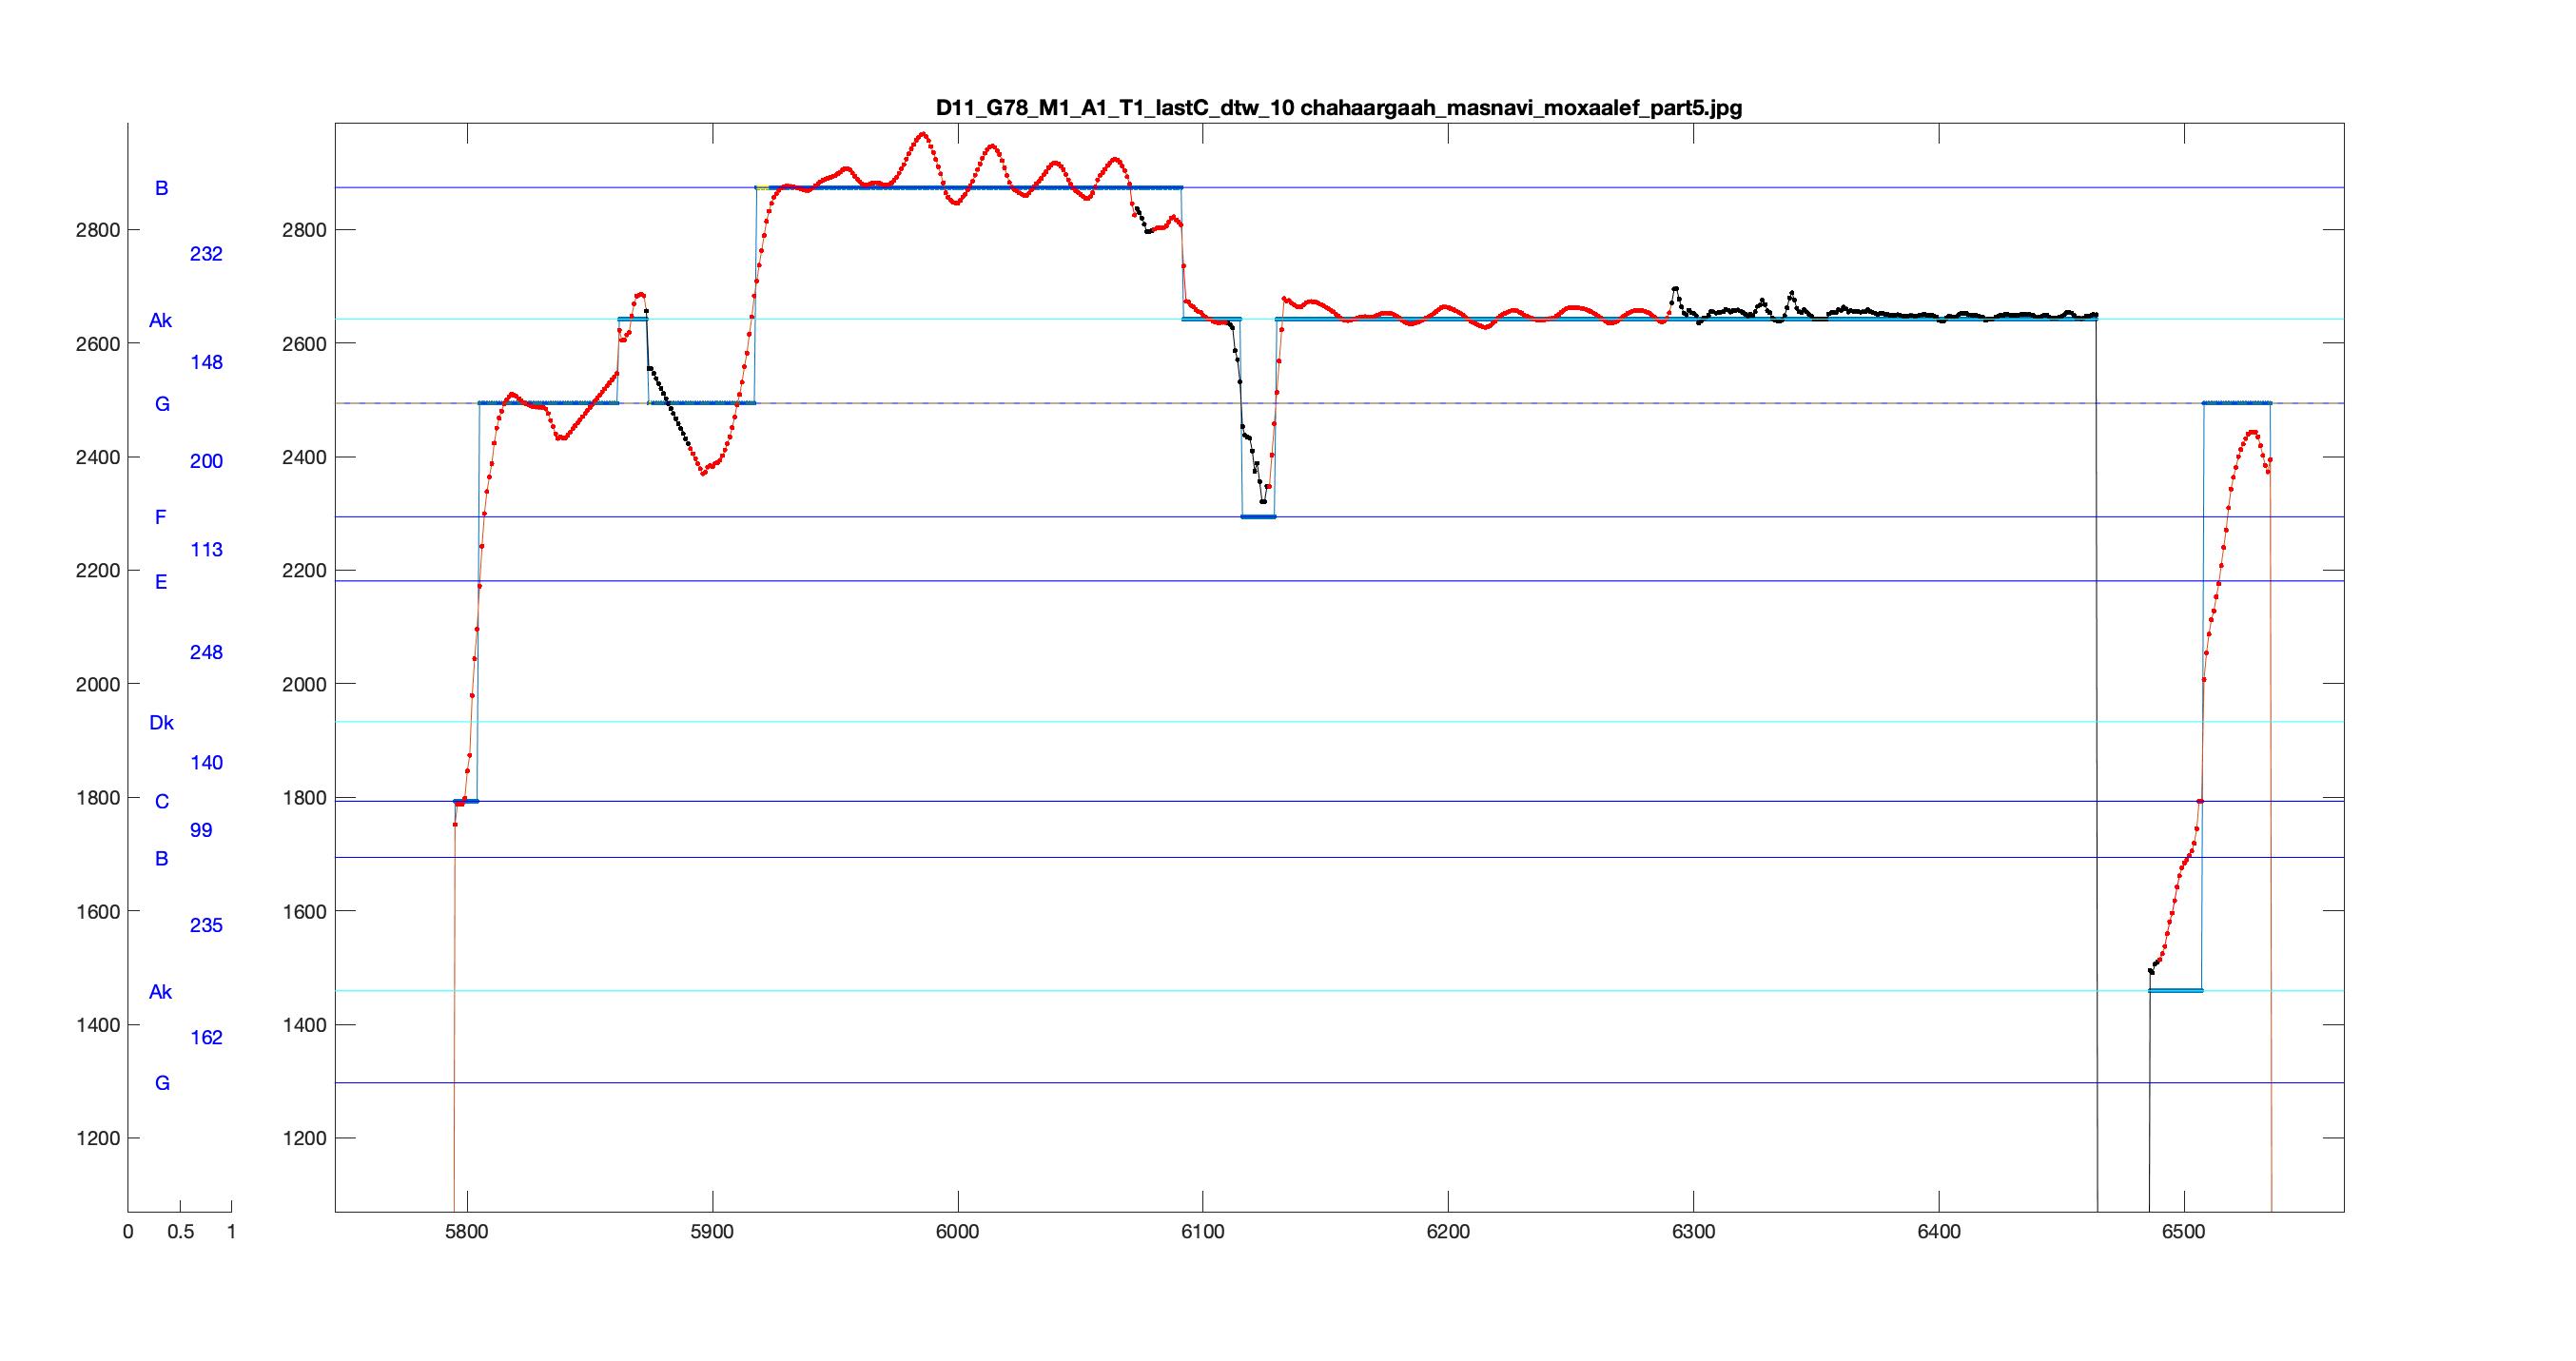 D11_G78_M1_A1_T1_lastC_dtw_10 chahaargaah_masnavi_moxaalef_part5.jpg
B
2800 2800
232
Ak
2600 2600
148
G
2400 200 2400
F
113
2200 E 2200
248
2000 2000
Dk
140
1800 C 1800
99
B
1600 235 1600
Ak
1400 162 1400
G
1200 1200
0 0.5 1 5800 5900 6000 6100 6200 6300 6400 6500